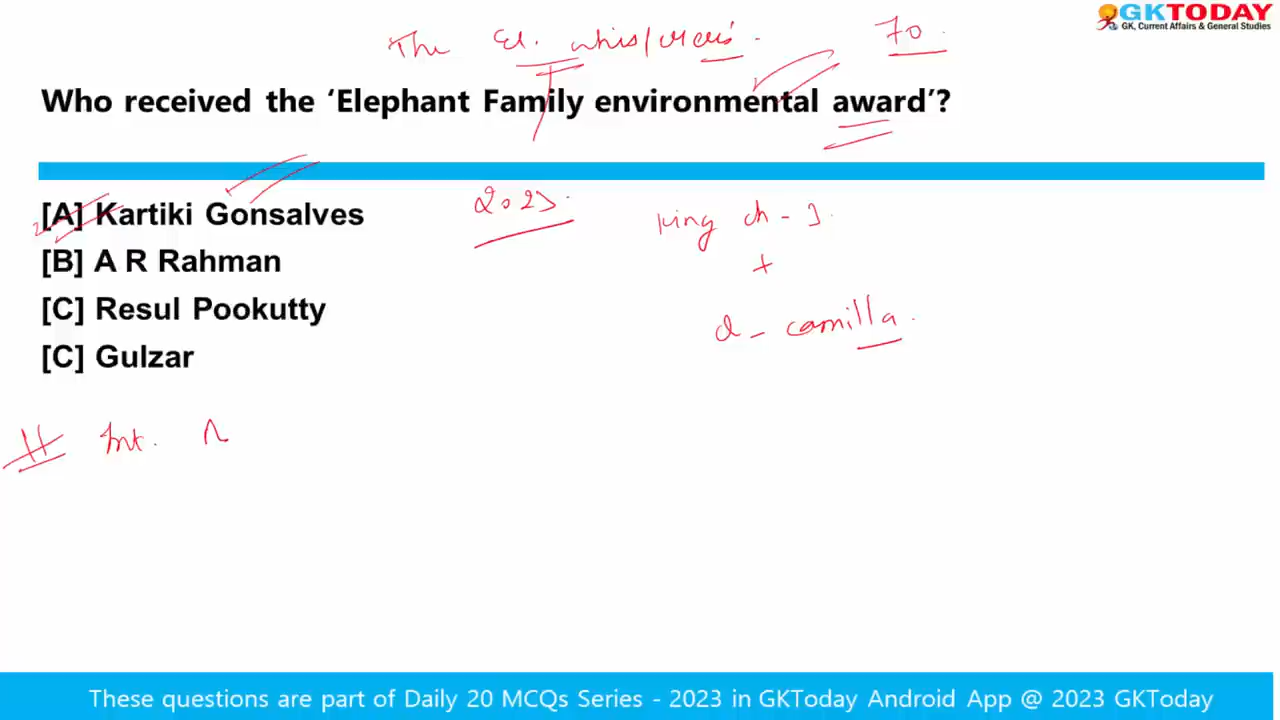 GKTODAY
GK, Current Affairs & General Studies
The El. whisperers. 70.
Who received the ‘Elephant Family environmental award’?
[A] Kartiki Gonsalves
2023.
King ch - 3.
[B] A R Rahman
+
[C] Resul Pookutty
- camilla.
[C] Gulzar
Int.
These questions are part of Daily 20 MCQs Series - 2023 in GKToday Android App @ 2023 GKToday